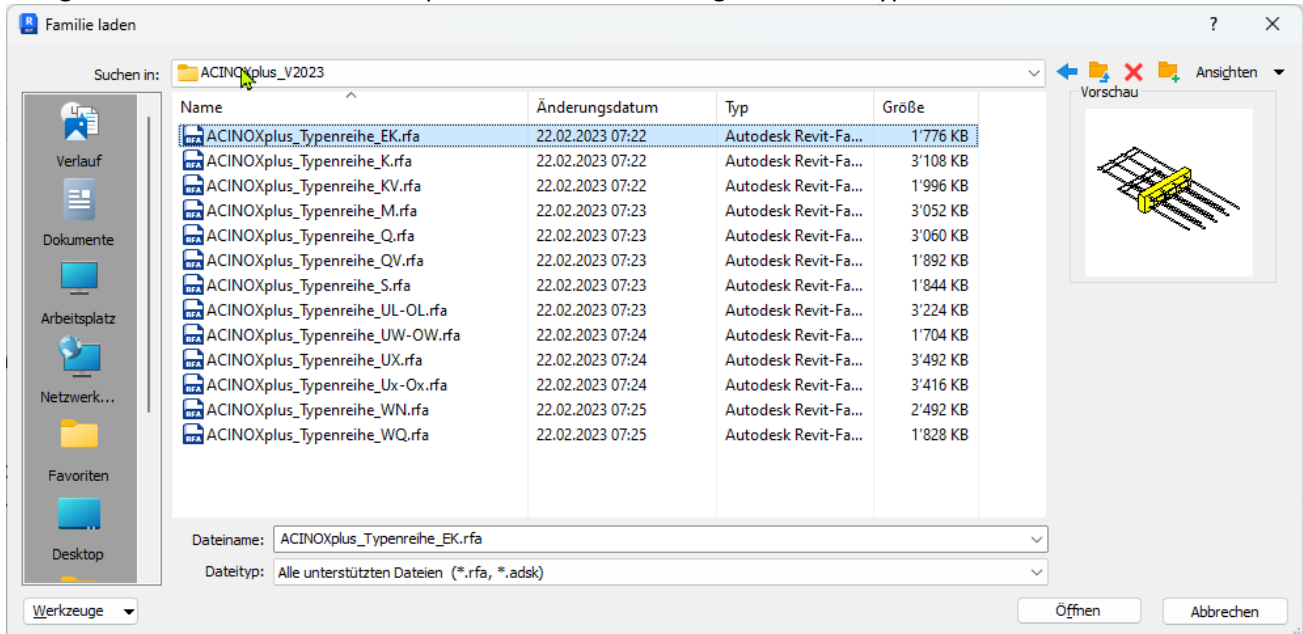 Familie laden
? ×
Suchen in: ACINOXplus_V2023 Ansichten
Vorschau
Name Änderungsdatum Typ Größe
ACINOXplus_Typenreihe_EK.rfa 22.02.2023 07:22 Autodesk Revit-Fa... 1'776 KB
ACINOXplus_Typenreihe_K.rfa 22.02.2023 07:22 Autodesk Revit-Fa... 3'108 KB
ACINOXplus_Typenreihe_KV.rfa 22.02.2023 07:22 Autodesk Revit-Fa... 1'996 KB
ACINOXplus_Typenreihe_M.rfa 22.02.2023 07:23 Autodesk Revit-Fa... 3'052 KB
ACINOXplus_Typenreihe_Q.rfa 22.02.2023 07:23 Autodesk Revit-Fa... 3'060 KB
ACINOXplus_Typenreihe_QV.rfa 22.02.2023 07:23 Autodesk Revit-Fa... 1'892 KB
ACINOXplus_Typenreihe_S.rfa 22.02.2023 07:23 Autodesk Revit-Fa... 1'844 KB
ACINOXplus_Typenreihe_UL-OL.rfa 22.02.2023 07:23 Autodesk Revit-Fa... 3'224 KB
ACINOXplus_Typenreihe_UW-OW.rfa 22.02.2023 07:24 Autodesk Revit-Fa... 1'704 KB
ACINOXplus_Typenreihe_UX.rfa 22.02.2023 07:24 Autodesk Revit-Fa... 3'492 KB
ACINOXplus_Typenreihe_Ux-Ox.rfa 22.02.2023 07:24 Autodesk Revit-Fa... 3'416 KB
ACINOXplus_Typenreihe_WN.rfa 22.02.2023 07:25 Autodesk Revit-Fa... 2'492 KB
ACINOXplus_Typenreihe_WQ.rfa 22.02.2023 07:25 Autodesk Revit-Fa... 1'828 KB
Verlauf
Dokumente
Arbeitsplatz
Netzwerk...
Favoriten
Desktop
Dateiname: ACINOXplus_Typenreihe_EK.rfa
Dateityp: Alle unterstützten Dateien (*.rfa, *.adsk)
Werkzeuge Öffnen Abbrechen